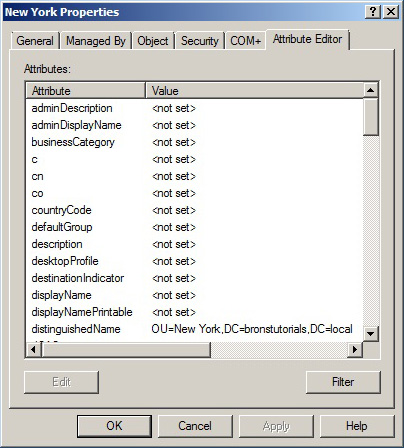 New York Properties
General Managed By Object Security COM+ Attribute Editor
Attributes:
Attribute Value
adminDescription <not set>
adminDisplayName <not set>
businessCategory <not set>
c <not set>
cn <not set>
co <not set>
countryCode <not set>
defaultGroup <not set>
description <not set>
desktopProfile <not set>
destinationIndicator <not set>
displayName <not set>
displayNamePrintable <not set>
distinguishedName OU=New York,DC=bronstutorials,DC=local
Edit Filter
OK Cancel Apply Help